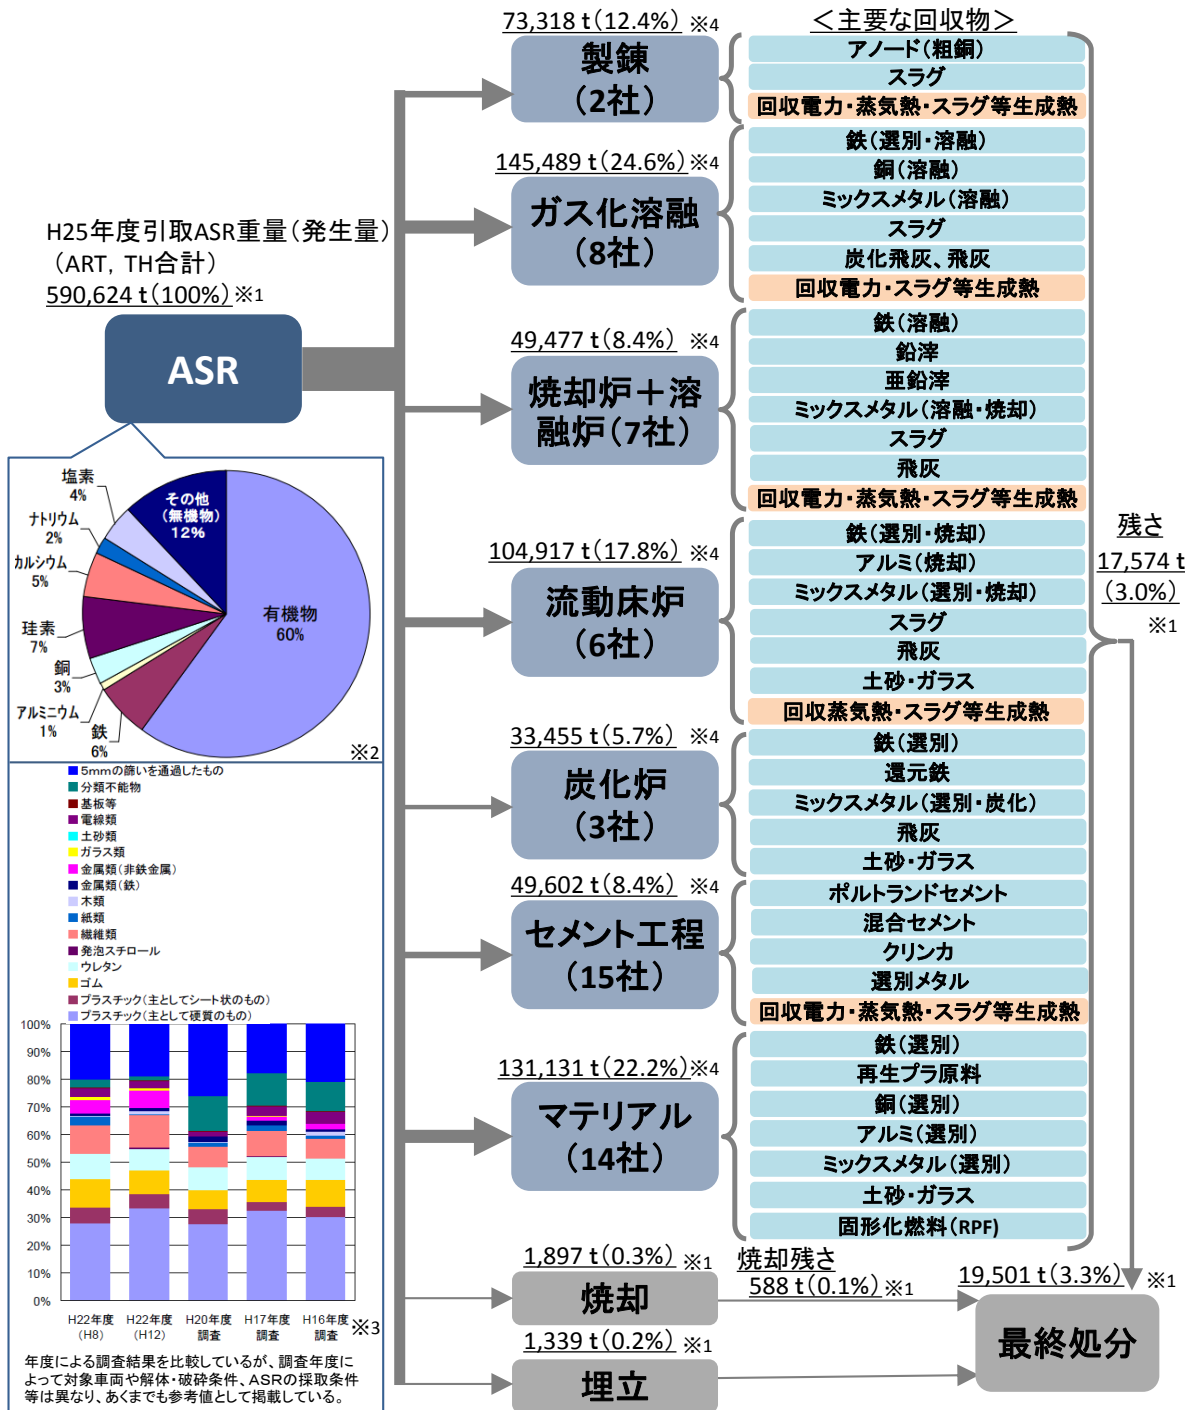 H25年度引取ASR重量(発生量)
(ART, TH合計)
590,624 t(100%)※1
ASR
塩素
4%
ナトリウム
2%
カルシウム
5%
珪素
7%
銅
3%
アルミニウム
1%
鉄
6%
その他
(無機物)
12%
有機物
60%
※2
5mmの篩いを通過したもの
分類不能物
基板等
電線類
土砂類
ガラス類
金属類(非鉄金属)
金属類(鉄)
木類
紙類
繊維類
発泡スチロール
ウレタン
ゴム
プラスチック(主としてシート状のもの)
プラスチック(主として硬質のもの)
100%
90%
80%
70%
60%
50%
40%
30%
20%
10%
0%
H22年度
(H8)
H22年度
(H12)
H20年度
調査
H17年度
調査
H16年度
調査
※3
年度による調査結果を比較しているが、調査年度に
よって対象車両や解体・破砕条件、ASRの採取条件
等は異なり、あくまでも参考値として掲載している。
73,318 t(12.4%)※4
製錬
(2社)
<主要な回収物>
アノード(粗銅)
スラグ
回収電力・蒸気熱・スラグ等生成熱
145,489 t(24.6%)※4
ガス化溶融
(8社)
鉄(選別・溶融)
銅(溶融)
ミックスメタル(溶融)
スラグ
炭化飛灰、飛灰
回収電力・スラグ等生成熱
49,477 t(8.4%)※4
焼却炉+溶
融炉(7社)
鉄(溶融)
鉛滓
亜鉛滓
ミックスメタル(溶融・焼却)
スラグ
飛灰
回収電力・蒸気熱・スラグ等生成熱
104,917 t(17.8%)※4
流動床炉
(6社)
鉄(選別・焼却)
アルミ(焼却)
ミックスメタル(選別・焼却)
スラグ
飛灰
土砂・ガラス
回収蒸気熱・スラグ等生成熱
33,455 t(5.7%)※4
炭化炉
(3社)
鉄(選別)
還元鉄
ミックスメタル(選別・炭化)
飛灰
土砂・ガラス
49,602 t(8.4%)※4
セメント工程
(15社)
ポルトランドセメント
混合セメント
クリンカ
選別メタル
回収電力・蒸気熱・スラグ等生成熱
131,131 t(22.2%)※4
マテリアル
(14社)
鉄(選別)
再生プラ原料
銅(選別)
アルミ(選別)
ミックスメタル(選別)
土砂・ガラス
固形化燃料(RPF)
残さ
17,574 t
(3.0%)
※1
1,897 t(0.3%)※1
焼却
焼却残さ
588 t(0.1%)※1
1,339 t(0.2%)※1
埋立
19,501 t(3.3%)※1
最終処分